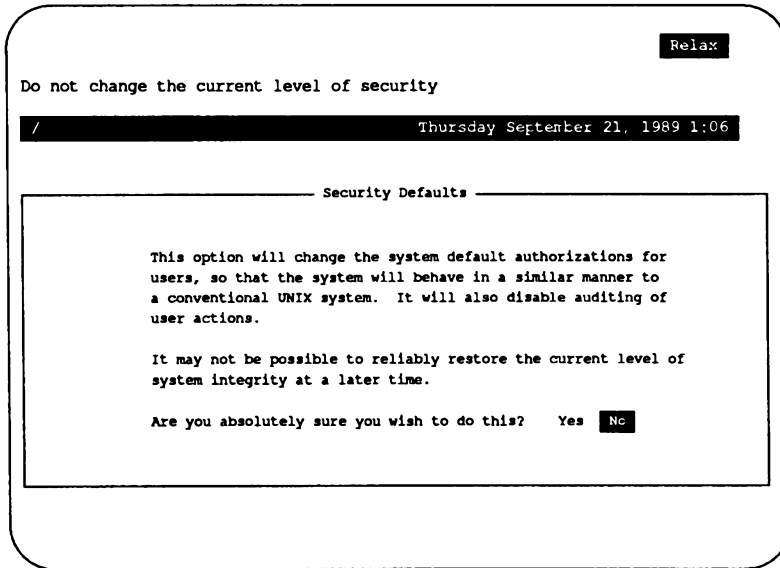 Relax
Do not change the current level of security
/ Thursday September 21, 1989 1:06
Security Defaults
This option will change the system default authorizations for
users, so that the system will behave in a similar manner to
a conventional UNIX system. It will also disable auditing of
user actions.
It may not be possible to reliably restore the current level of
system integrity at a later time.
Are you absolutely sure you wish to do this? Yes No